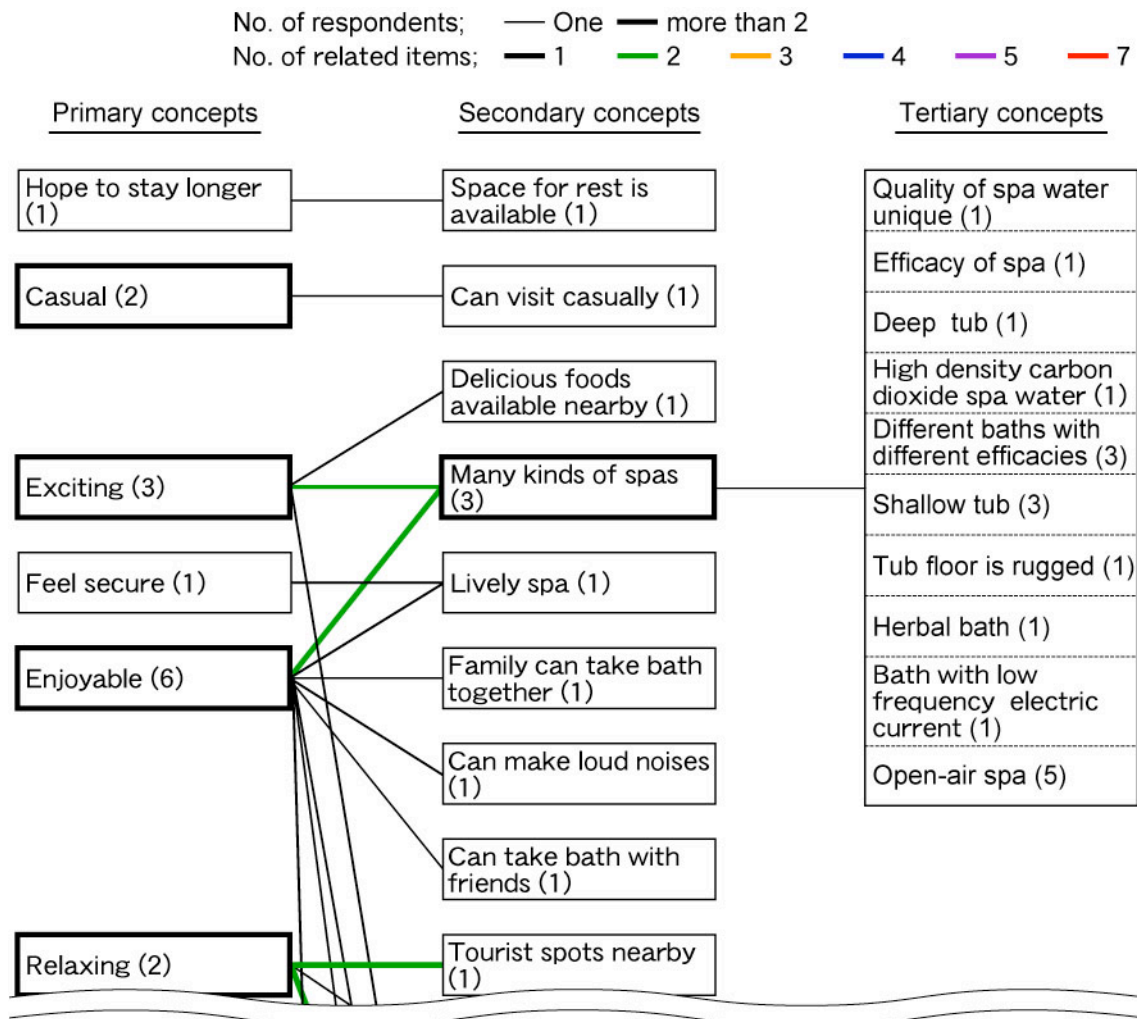 No. of respondents; One more than 2
No. of related items; 1 2 3 4 5 7
Primary concepts
Secondary concepts
Tertiary concepts
Hope to stay longer
(1)
Casual (2)
Exciting (3)
Feel secure (1)
Enjoyable (6)
Relaxing (2)
Space for rest is
available (1)
Can visit casually (1)
Delicious foods
available nearby (1)
Many kinds of spas
(3)
Lively spa (1)
Family can take bath
together (1)
Can make loud noises
(1)
Can take bath with
friends (1)
Tourist spots nearby
(1)
Quality of spa water
unique (1)
Efficacy of spa (1)
Deep tub (1)
High density carbon
dioxide spa water (1)
Different baths with
different efficacies (3)
Shallow tub (3)
Tub floor is rugged (1)
Herbal bath (1)
Bath with low
frequency electric
current (1)
Open-air spa (5)